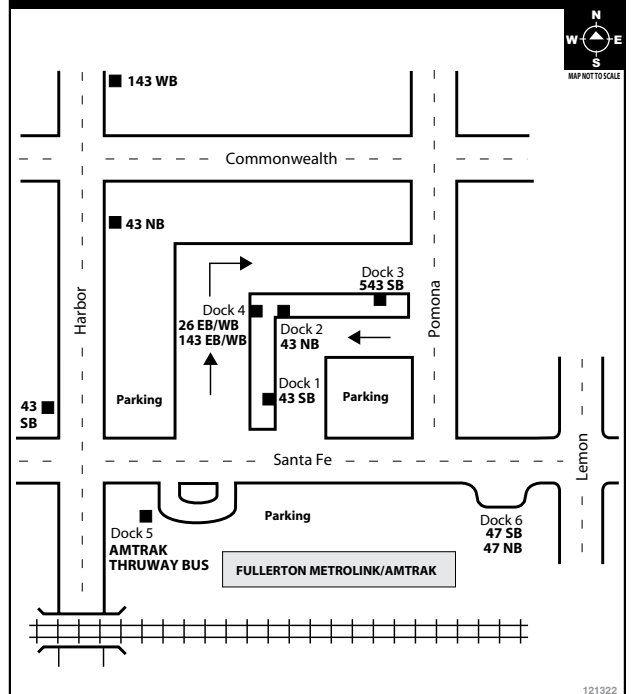 N
W E
S
MAP NOT TO SCALE
143 WB
Commonwealth
43 NB
Harbor
Pomona
Dock 3
543 SB
Dock 4
26 EB/WB
143 EB/WB
Dock 2
43 NB
Dock 1
43 SB
Parking
Parking
43
SB
Santa Fe
Lemon
Dock 5
AMTRAK
THRUWAY BUS
Parking
Dock 6
47 SB
47 NB
FULLERTON METROLINK/AMTRAK
121322